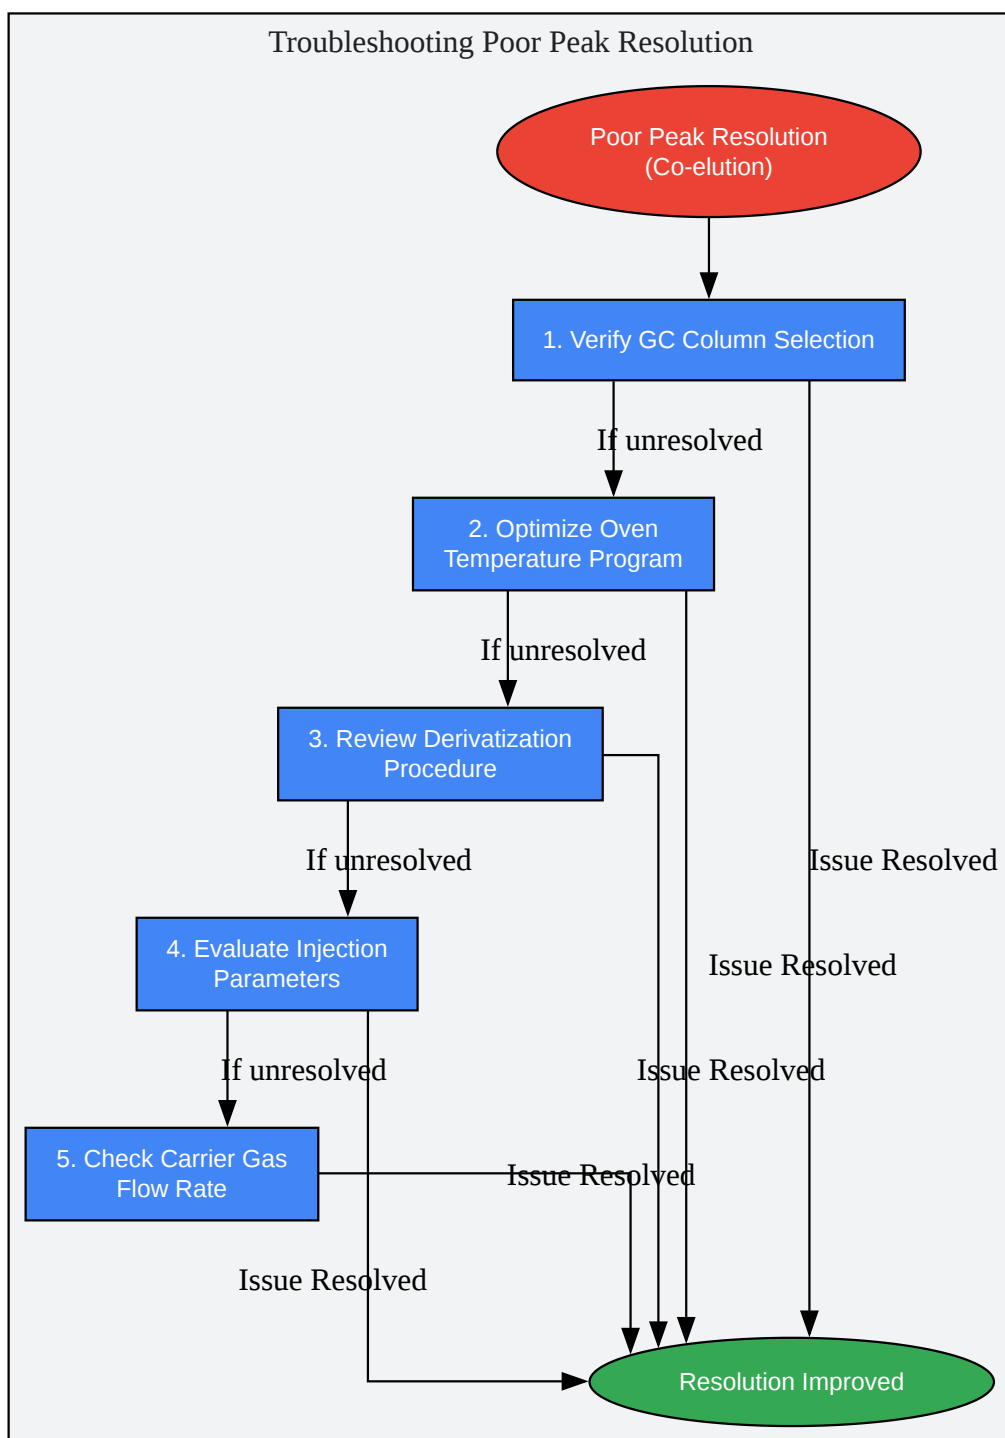 Troubleshooting Poor Peak Resolution
Poor Peak Resolution
(Co-elution)
1. Verify GC Column Selection
If unresolved
2. Optimize Oven
Temperature Program
If unresolved
3. Review Derivatization
Procedure
If unresolved
Issue Resolved
4. Evaluate Injection
Parameters
Issue Resolved
If unresolved
Issue Resolved
5. Check Carrier Gas
Flow Rate
Issue Resolved
Issue Resolved
Resolution Improved